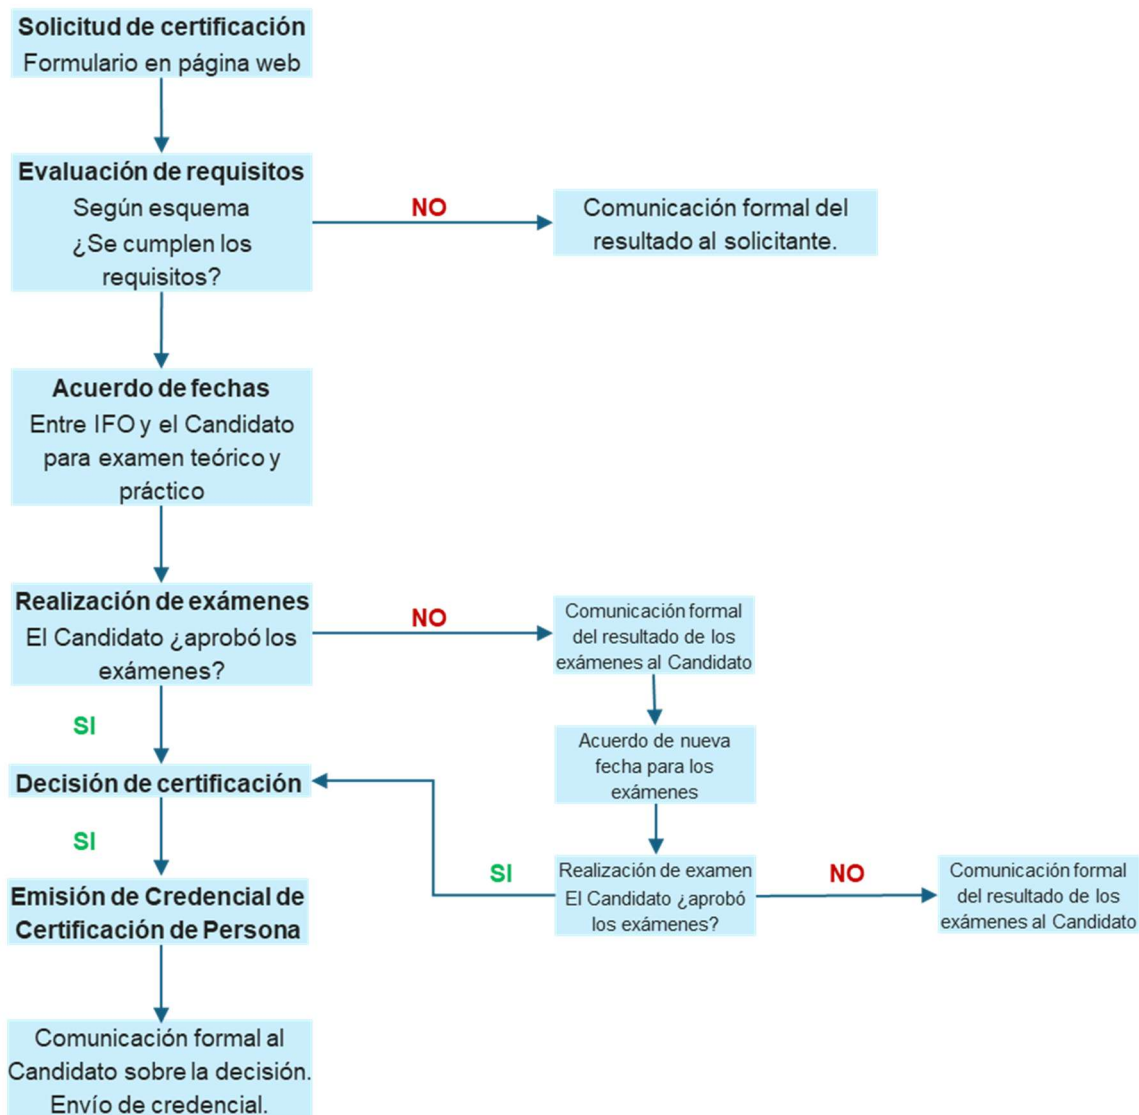 Solicitud de certificación
Formulario en página web
Evaluación de requisitos
Según esquema
¿Se cumplen los
requisitos?
NO
Comunicación formal del
resultado al solicitante.
Acuerdo de fechas
Entre IFO y el Candidato
para examen teórico y
práctico
Realización de exámenes
El Candidato ¿aprobó los
exámenes?
NO
Comunicación formal
del resultado de los
exámenes al Candidato
SI
Acuerdo de nueva
fecha para los
exámenes
Decisión de certificación
SI
SI
Realización de examen
El Candidato ¿aprobó
los exámenes?
NO
Comunicación formal
del resultado de los
exámenes al Candidato
Emisión de Credencial de
Certificación de Persona
Comunicación formal al
Candidato sobre la decisión.
Envío de credencial.